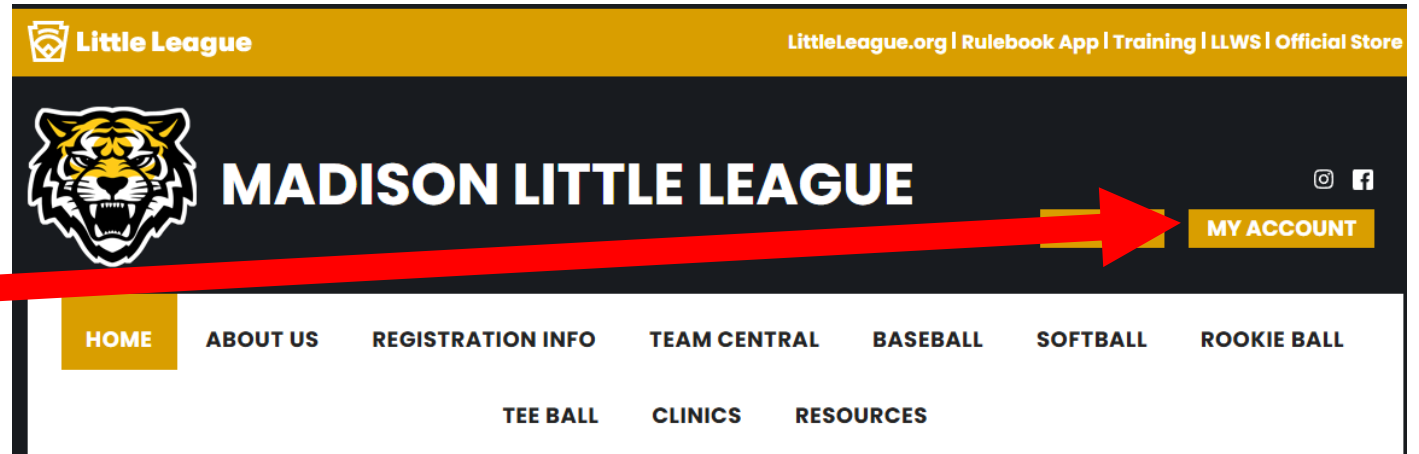 Little League
LittleLeague.org | Rulebook App | Training | LLWS | Official Store
MADISON LITTLE LEAGUE
MY ACCOUNT
HOME ABOUT US REGISTRATION INFO TEAM CENTRAL BASEBALL SOFTBALL ROOKIE BALL
TEE BALL CLINICS RESOURCES